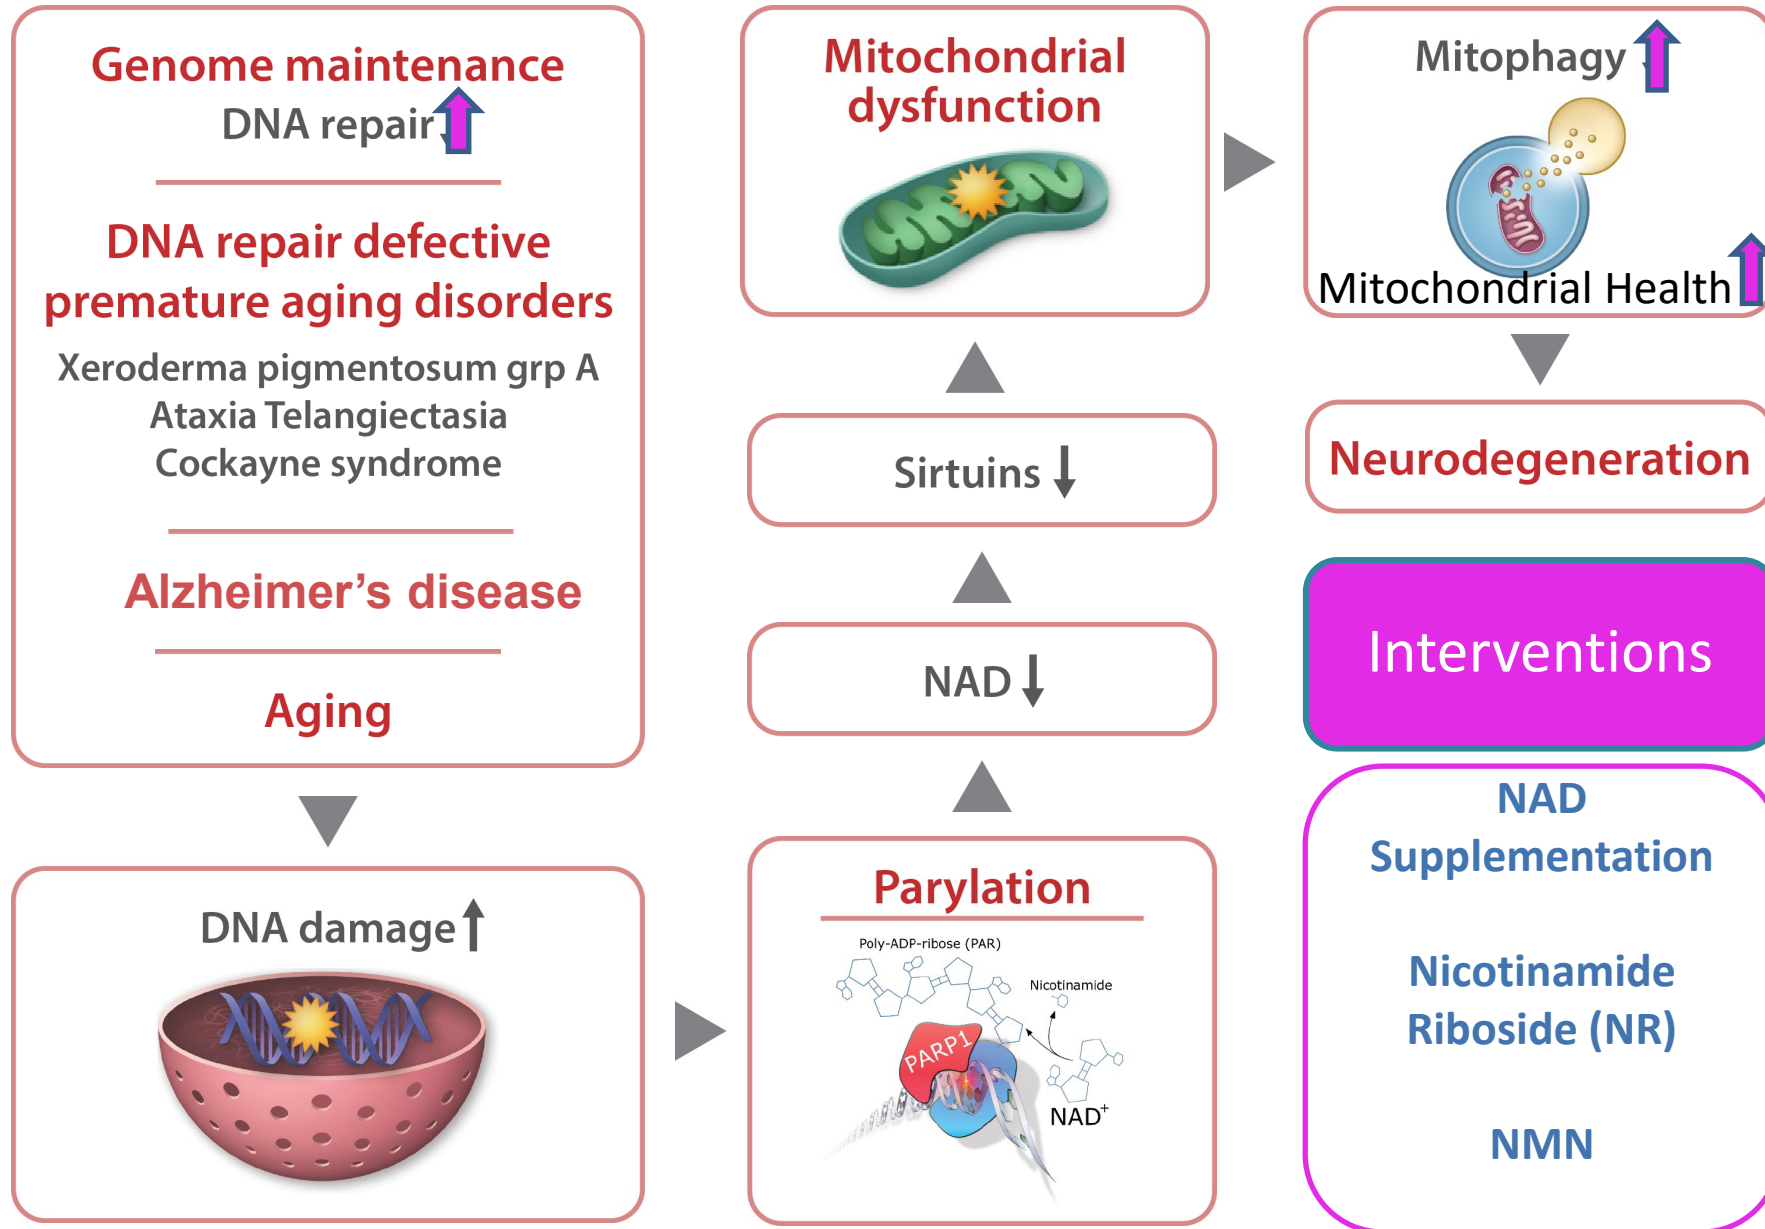 Genome maintenance
DNA repair
DNA repair defective
premature aging disorders
Xeroderma pigmentosum grp A
Ataxia Telangiectasia
Cockayne syndrome
Alzheimer’s disease
Aging
DNA damage
Mitochondrial
dysfunction
Sirtuins
NAD
Parylation
Poly-ADP-ribose (PAR)
Nicotinamide
PARP1
NAD+
Mitophagy
Mitochondrial Health
Neurodegeneration
Interventions
NAD
Supplementation
Nicotinamide
Riboside (NR)
NMN